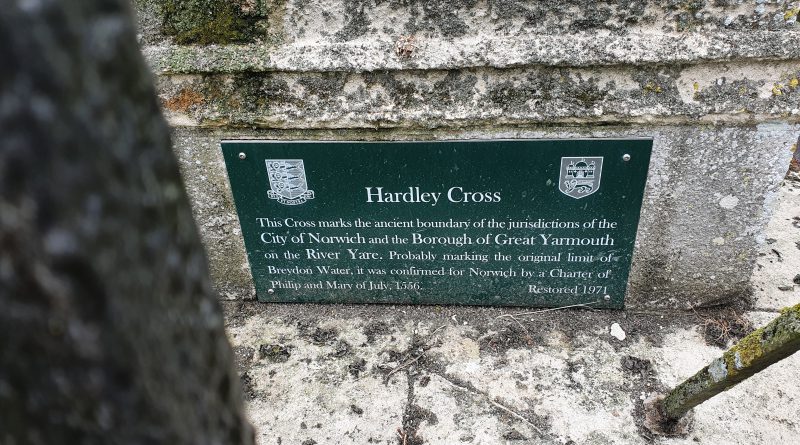 Hardley Cross
This Cross marks the ancient boundary of the jurisdictions of the
City of Norwich and the Borough of Great Yarmouth
on the River Yare. Probably marking the original limit of
Breydon Water, it was confirmed for Norwich by a Charter of
Philip and Mary of July, 1556. Restored 1971